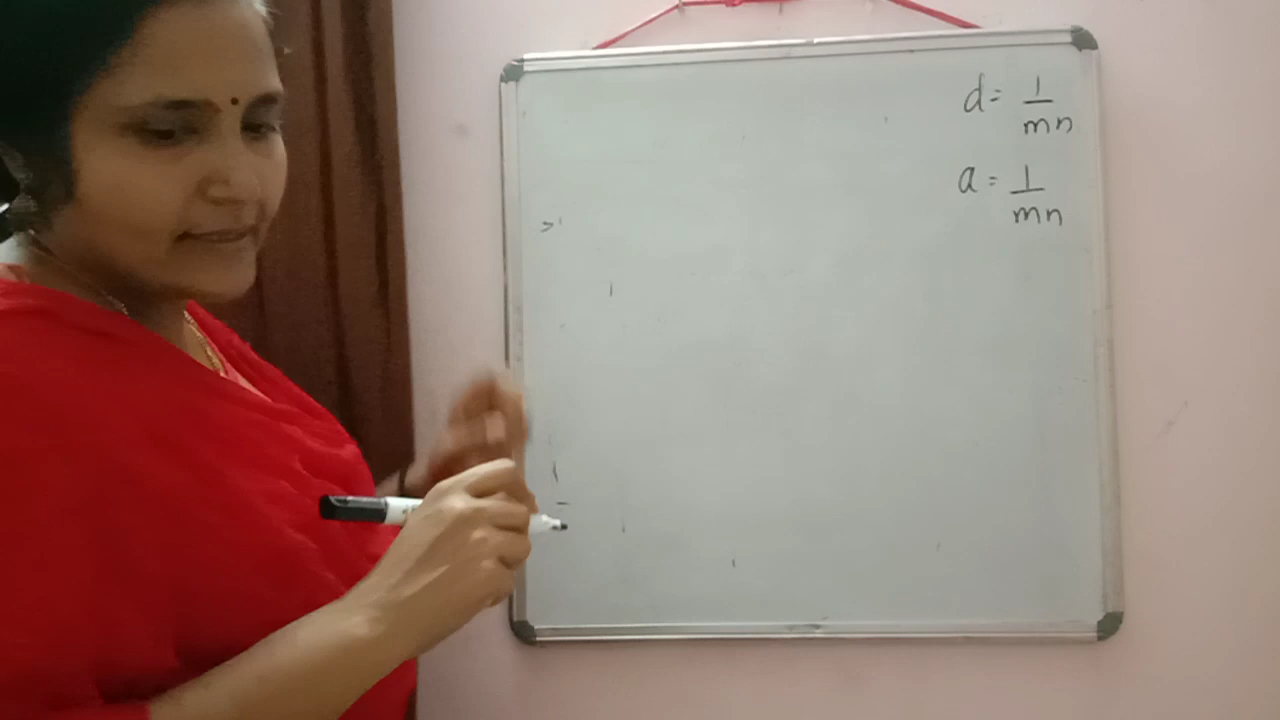 d = 1/mn
a = 1/mn